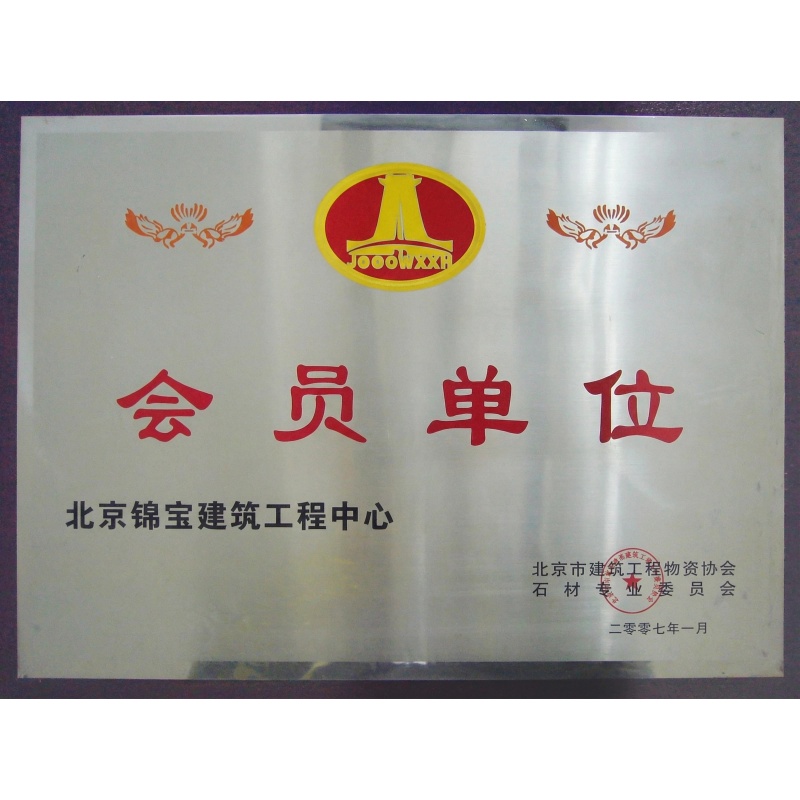 JOOOWXXH
会员单位
北京锦宝建筑工程中心
北京市建筑工程物资协会
石材专业委员会
二零零七年一月